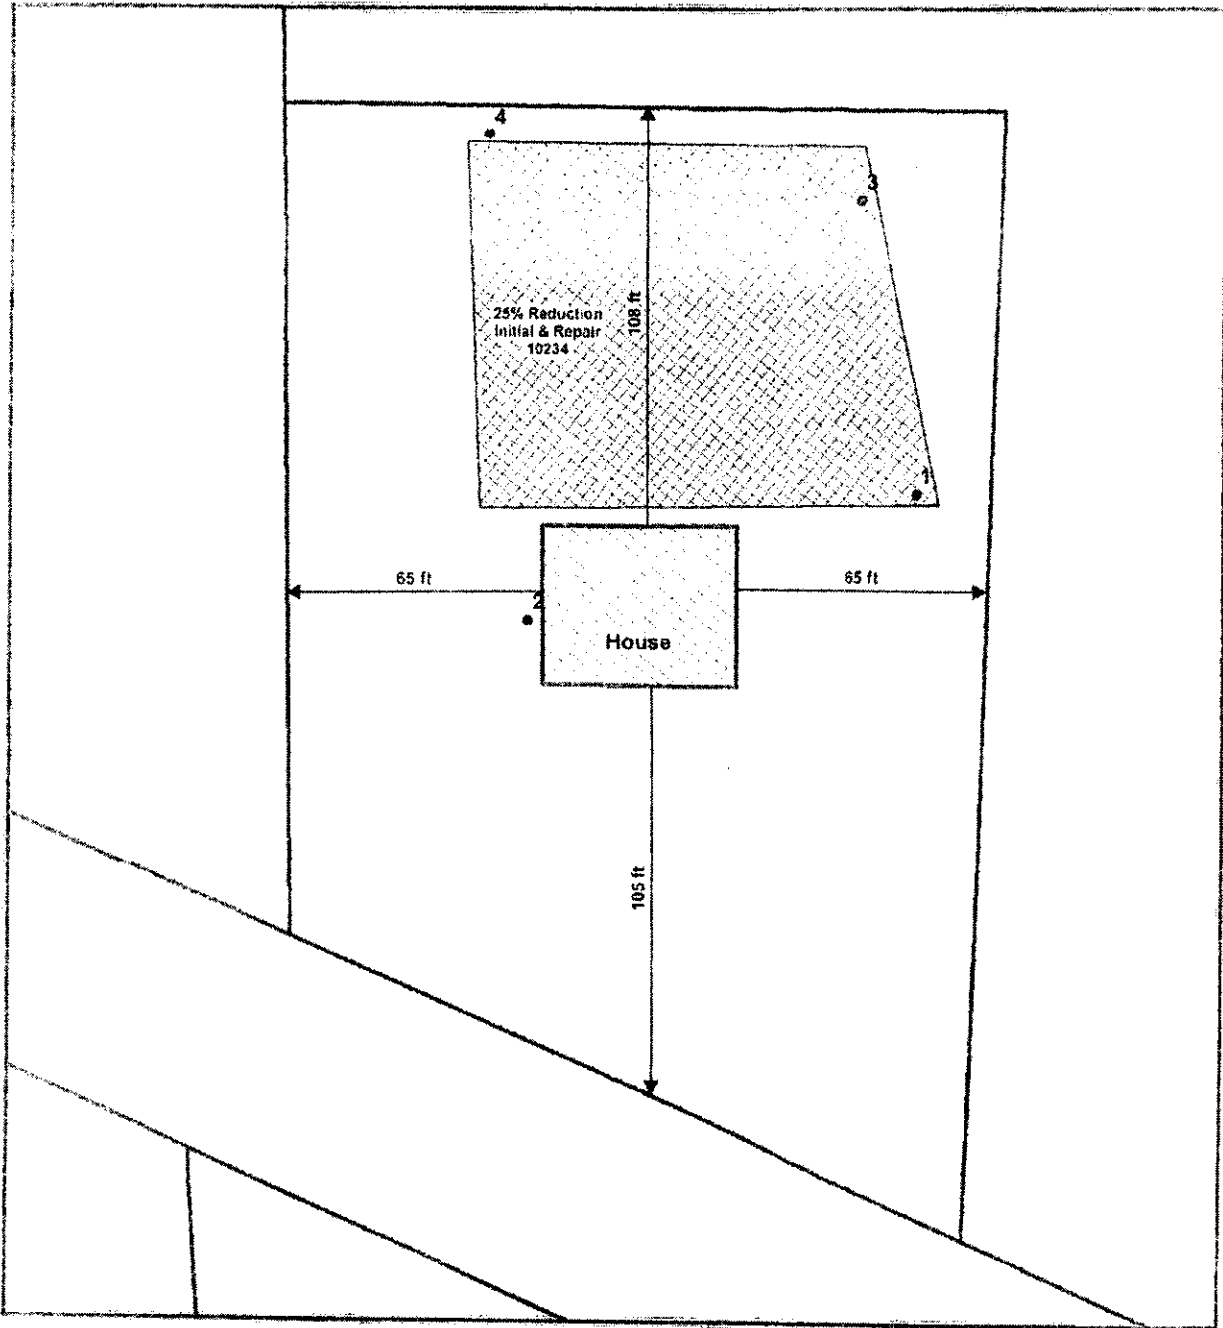 4
3
108 ft
25% Reduction
Initial & Repair
10234
1
65 ft
65 ft
2
House
105 ft